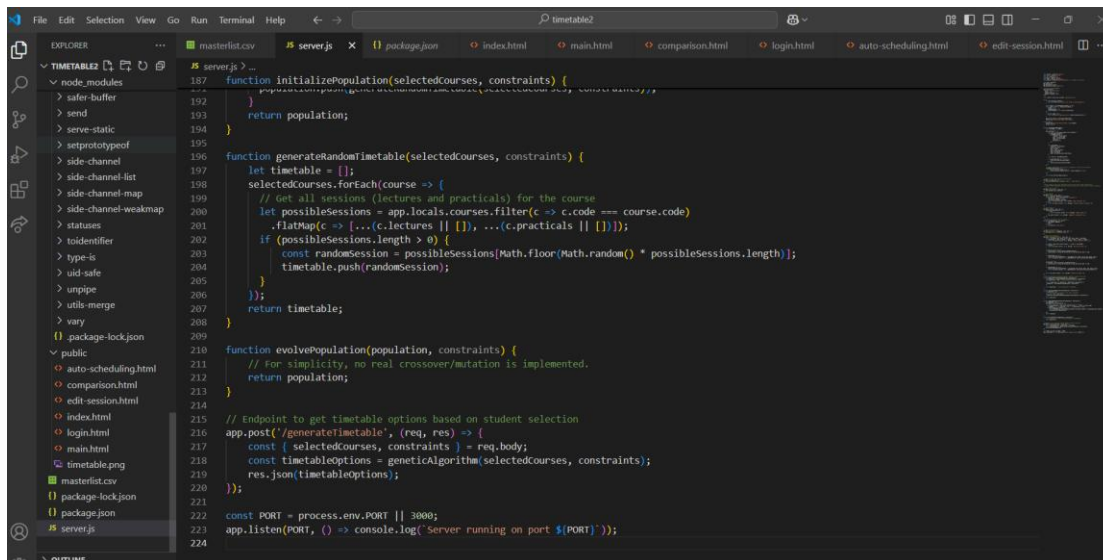 File Edit Selection View Go Run Terminal Help
timetable2
EXPLORER
masterlist.csv
JS server.js
{} package.json
<> index.html
<> main.html
<> comparison.html
<> login.html
<> auto-scheduling.html
<> edit-session.html
TIMETABLE2
node_modules
> safer-buffer
> send
> serve-static
> setprototypeof
> side-channel
> side-channel-list
> side-channel-map
> side-channel-weakmap
> statuses
> toidentifier
> type-is
> uid-safe
> unpipe
> utils-merge
> vary
{} .package-lock.json
public
<> auto-scheduling.html
<> comparison.html
<> edit-session.html
<> index.html
<> login.html
<> main.html
timetable.png
masterlist.csv
{} package-lock.json
{} package.json
JS server.js
> OUTLINE
JS server.js > ...
187 function initializePopulation(selectedCourses, constraints) {
192 }
193 return population;
194 }
195
196 function generateRandomTimetable(selectedCourses, constraints) {
197 let timetable = [];
198 selectedCourses.forEach(course => {
199 // Get all sessions (lectures and practicals) for the course
200 let possibleSessions = app.locals.courses.filter(c => c.code === course.code)
201 .flatMap(c => [...(c.lectures || []), ...(c.practicals || [])]);
202 if (possibleSessions.length > 0) {
203 const randomSession = possibleSessions[Math.floor(Math.random() * possibleSessions.length)];
204 timetable.push(randomSession);
205 }
206 });
207 return timetable;
208 }
209
210 function evolvePopulation(population, constraints) {
211 // For simplicity, no real crossover/mutation is implemented.
212 return population;
213 }
214
215 // Endpoint to get timetable options based on student selection
216 app.post('/generateTimetable', (req, res) => {
217 const { selectedCourses, constraints } = req.body;
218 const timetableOptions = geneticAlgorithm(selectedCourses, constraints);
219 res.json(timetableOptions);
220 });
221
222 const PORT = process.env.PORT || 3000;
223 app.listen(PORT, () => console.log(`Server running on port ${PORT}`));
224